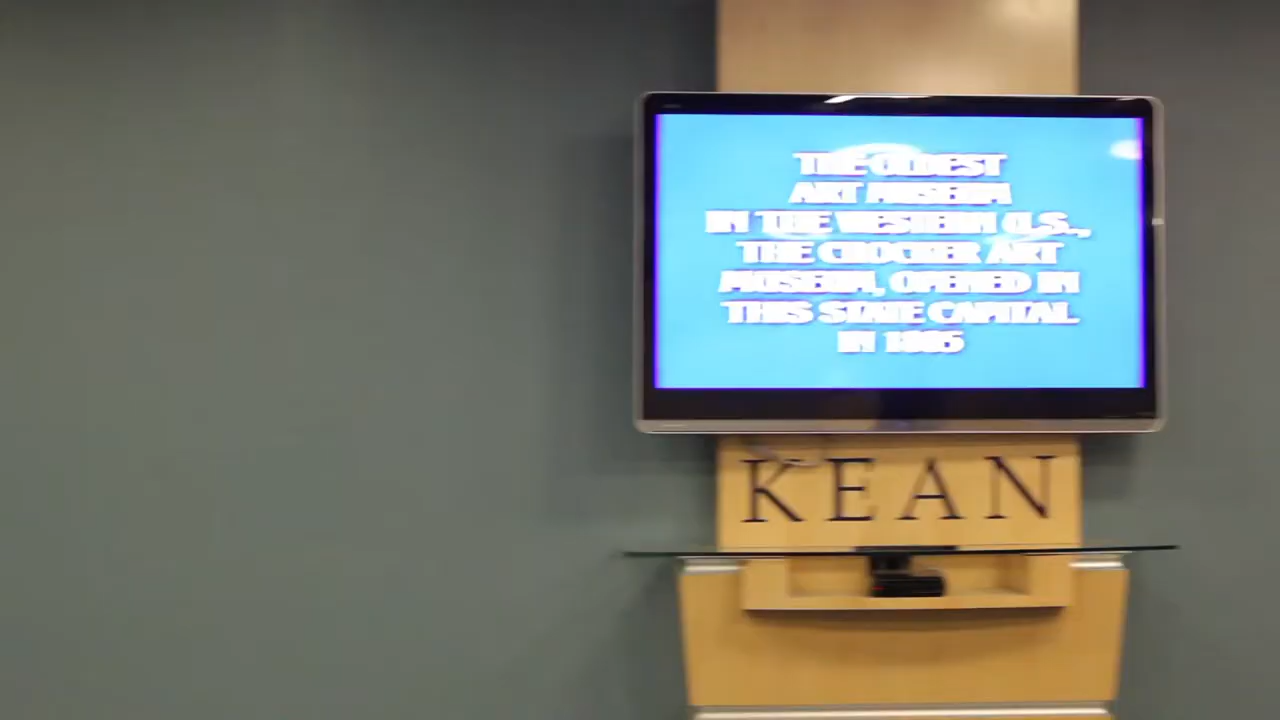 THE OLDEST
ART MUSEUM
IN THE WESTERN U.S.,
THE CROCKER ART
MUSEUM, OPENED IN
THIS STATE CAPITAL
IN 1885
KEAN